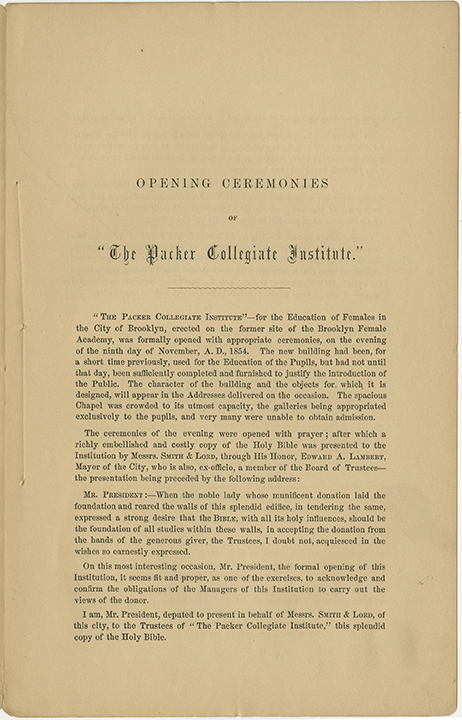 OPENING CEREMONIES
OF
"The Packer Collegiate Institute."
"THE PACKER COLLEGIATE INSTITUTE"—for the Education of Females in
the City of Brooklyn, erected on the former site of the Brooklyn Female
Academy, was formally opened with appropriate ceremonies, on the evening
of the ninth day of November, A. D., 1854. The new building had been, for
a short time previously, used for the Education of the Pupils, but had not until
that day, been sufficiently completed and furnished to justify the introduction of
the Public. The character of the building and the objects for which it is
designed, will appear in the Addresses delivered on the occasion. The spacious
Chapel was crowded to its utmost capacity, the galleries being appropriated
exclusively to the pupils, and very many were unable to obtain admission.
The ceremonies of the evening were opened with prayer; after which a
richly embellished and costly copy of the Holy Bible was presented to the
Institution by Messrs. SMITH & LORD, through His Honor, EDWARD A. LAMBERT,
Mayor of the City, who is also, ex-officio, a member of the Board of Trustees—
the presentation being preceded by the following address:
MR. PRESIDENT:—When the noble lady whose munificent donation laid the
foundation and reared the walls of this splendid edifice, in tendering the same,
expressed a strong desire that the BIBLE, with all its holy influences, should be
the foundation of all studies within these walls, in accepting the donation from
the hands of the generous giver, the Trustees, I doubt not, acquiesced in the
wishes so earnestly expressed.
On this most interesting occasion, Mr. President, the formal opening of this
Institution, it seems fit and proper, as one of the exercises, to acknowledge and
confirm the obligations of the Managers of this Institution to carry out the
views of the donor.
I am, Mr. President, deputed to present in behalf of Messrs. SMITH & LORD, of
this city, to the Trustees of "The Packer Collegiate Institute," this splendid
copy of the Holy Bible.